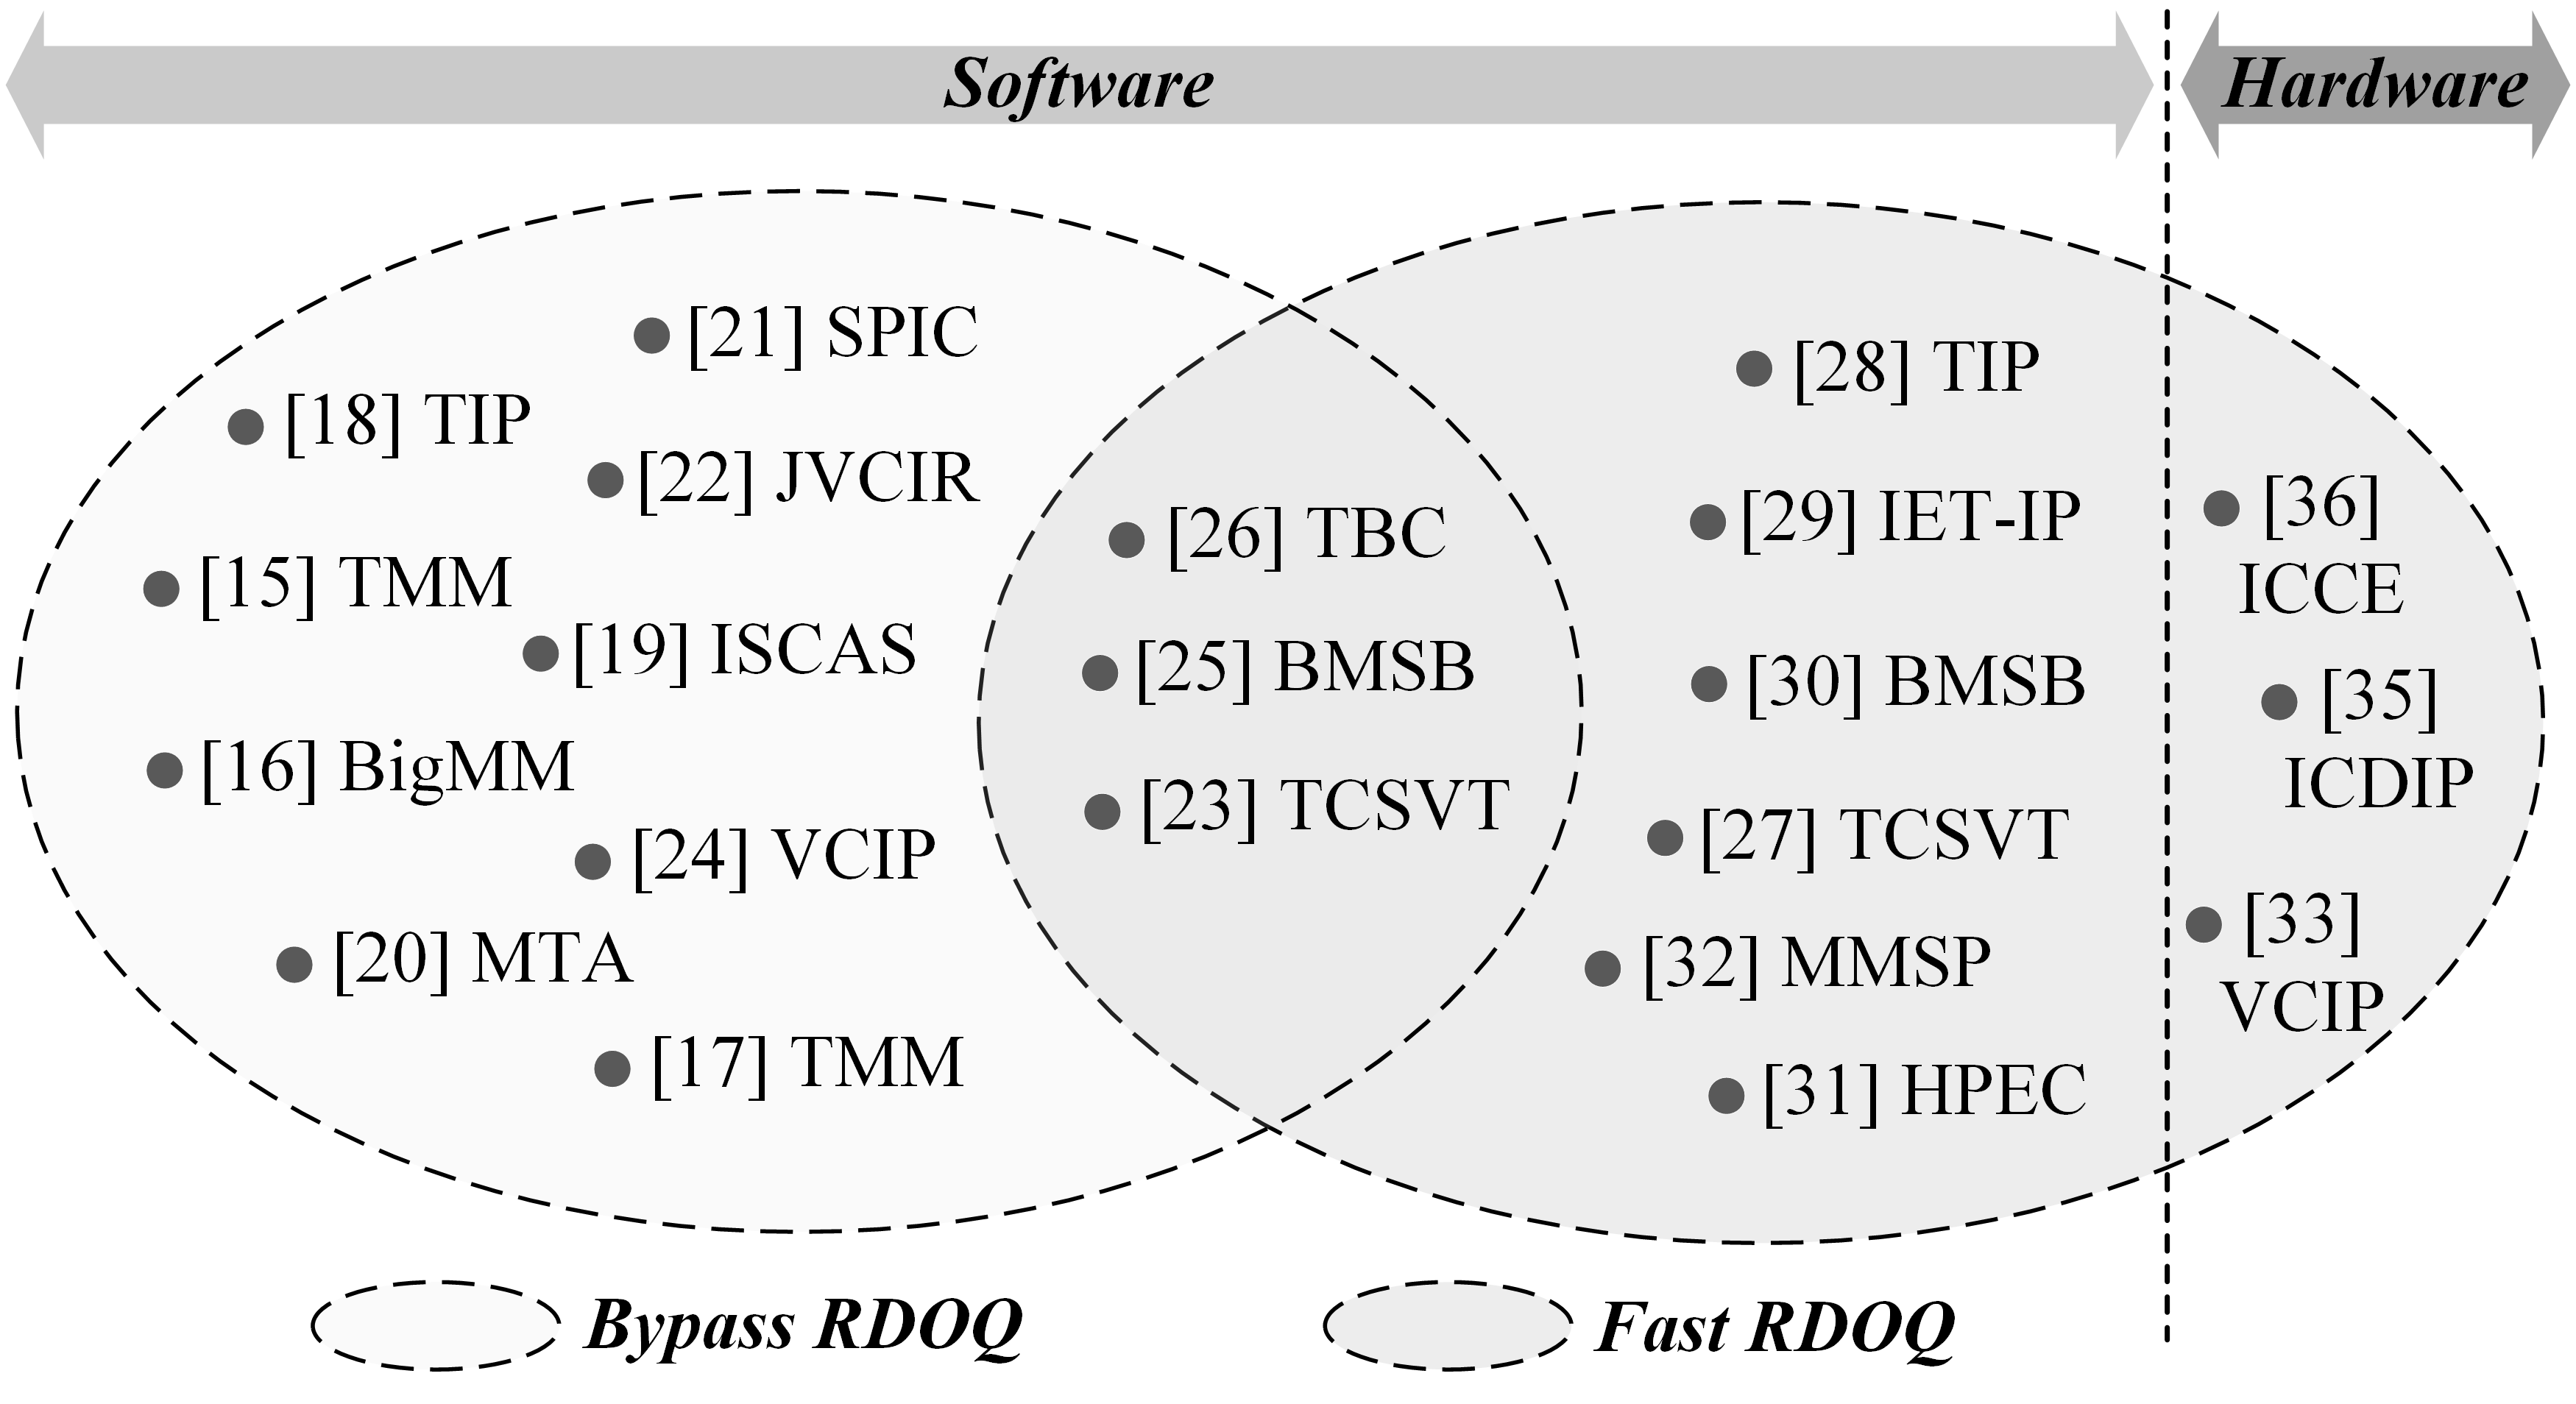 Software
Hardware
[21] SPIC
[18] TIP
[22] JVCIR
[15] TMM
[19] ISCAS
[16] BigMM
[24] VCIP
[20] MTA
[17] TMM
[26] TBC
[25] BMSB
[23] TCSVT
[28] TIP
[29] IET-IP
[30] BMSB
[27] TCSVT
[32] MMSP
[31] HPEC
[36]
ICCE
[35]
ICDIP
[33]
VCIP
Bypass RDOQ
Fast RDOQ